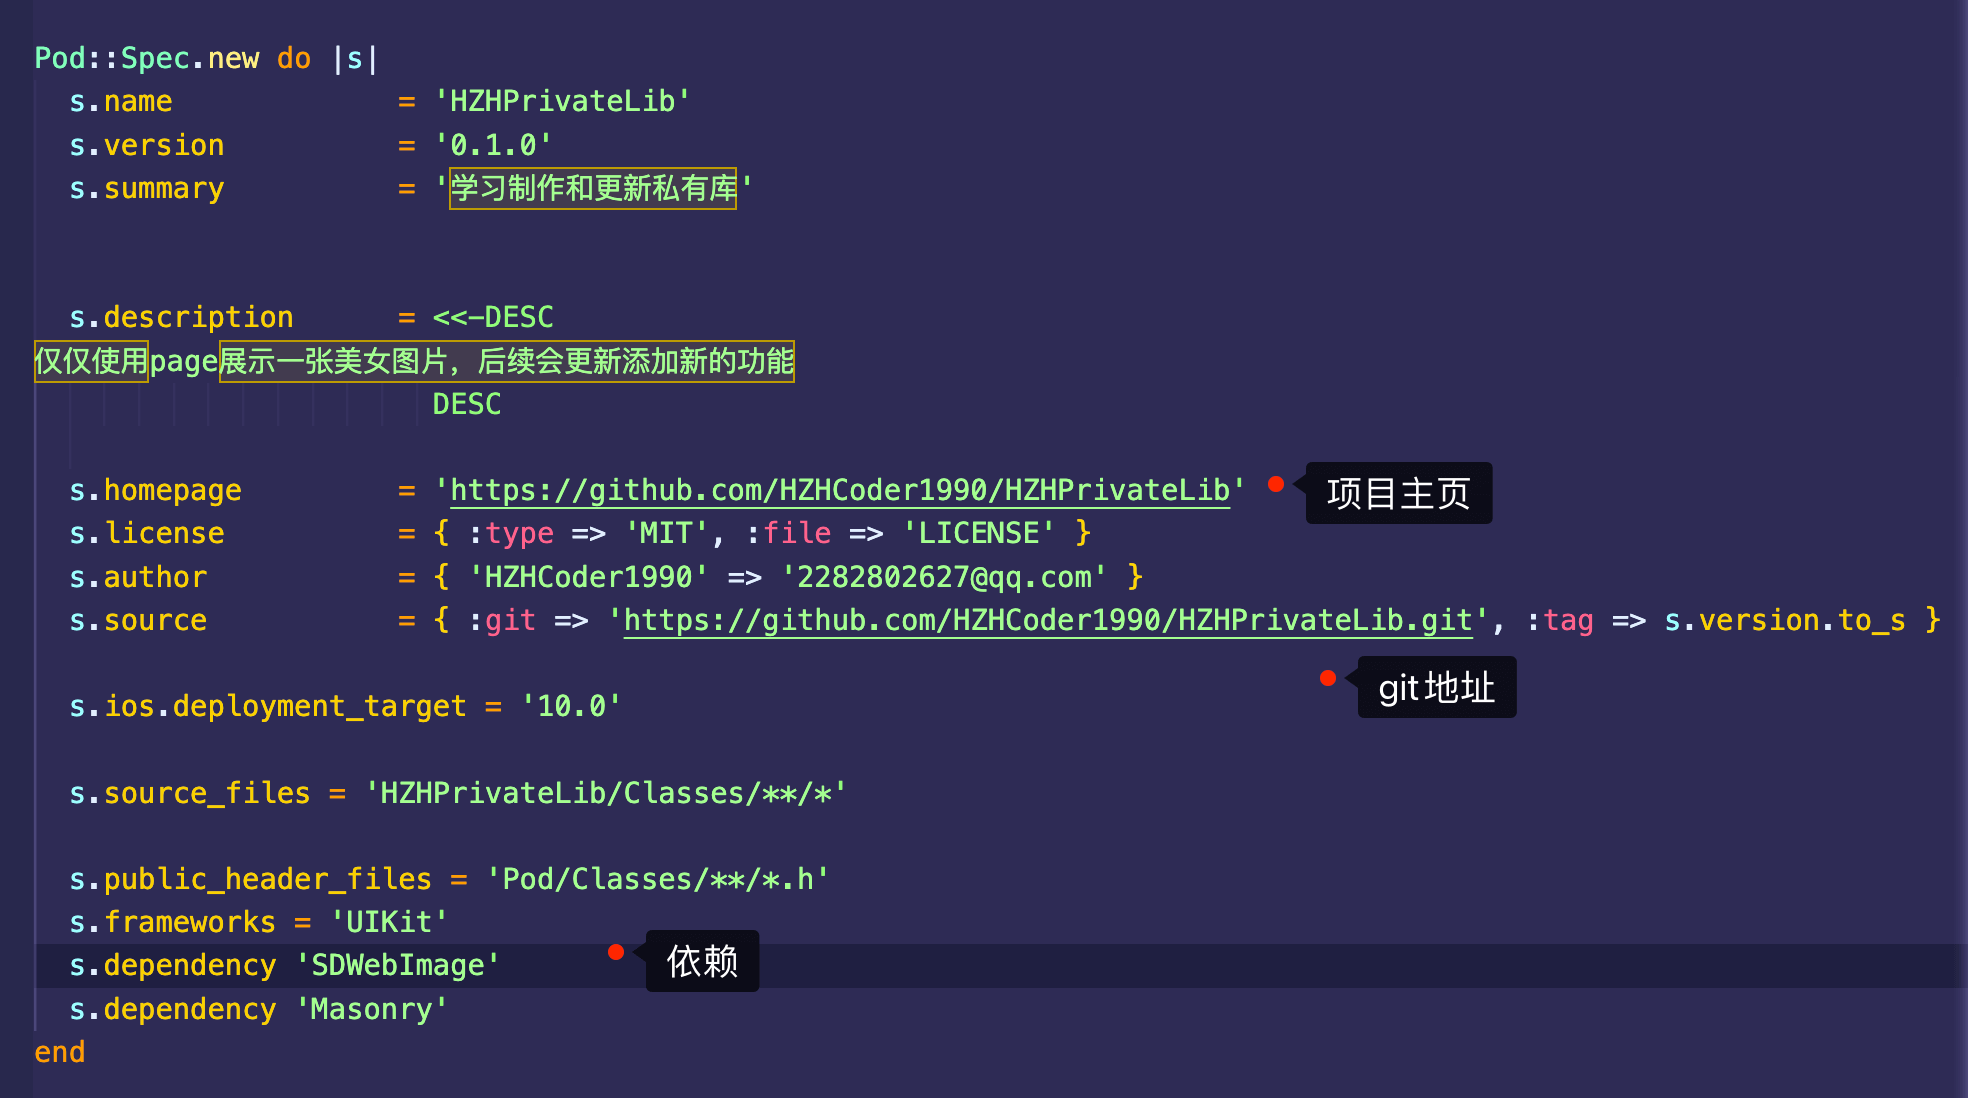 Pod::Spec.new do |s|
s.name = 'HZHPrivateLib'
s.version = '0.1.0'
s.summary = '学习制作和更新私有库'
s.description = <<-DESC
仅仅使用page展示一张美女图片，后续会更新添加新的功能
DESC
s.homepage = 'https://github.com/HZHCoder1990/HZHPrivateLib' 项目主页
s.license = { :type => 'MIT', :file => 'LICENSE' }
s.author = { 'HZHCoder1990' => '2282802627@qq.com' }
s.source = { :git => 'https://github.com/HZHCoder1990/HZHPrivateLib.git', :tag => s.version.to_s }
git地址
s.ios.deployment_target = '10.0'
s.source_files = 'HZHPrivateLib/Classes/**/*'
s.public_header_files = 'Pod/Classes/**/*.h'
s.frameworks = 'UIKit'
s.dependency 'SDWebImage' 依赖
s.dependency 'Masonry'
end